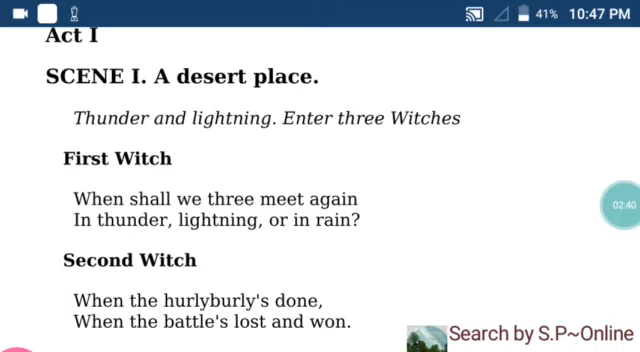 41% 10:47 PM
Act I
SCENE I. A desert place.
Thunder and lightning. Enter three Witches
First Witch
When shall we three meet again
In thunder, lightning, or in rain?
02:40
Second Witch
When the hurlyburly's done,
When the battle's lost and won.
Search by S.P~Online